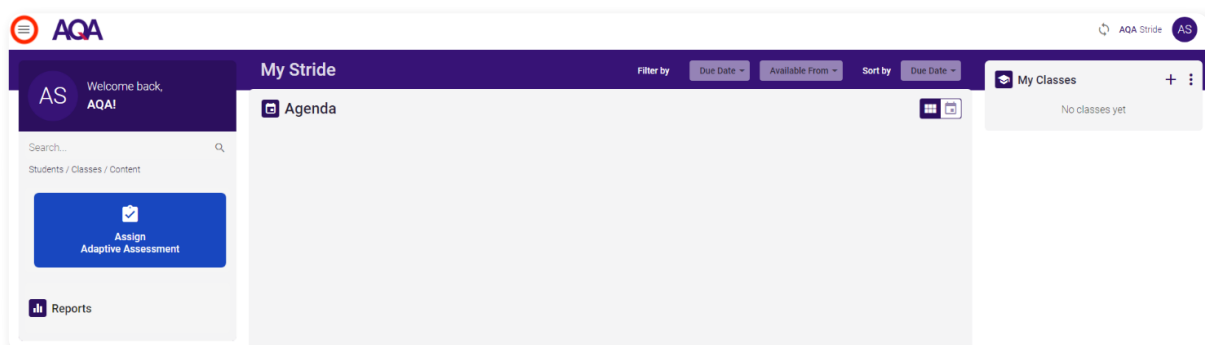 AQA
AQA Stride
AS
AS
Welcome back,
AQA!
Search...
Students / Classes / Content
Assign
Adaptive Assessment
Reports
My Stride
Filter by
Due Date
Available From
Sort by
Due Date
Agenda
My Classes
No classes yet